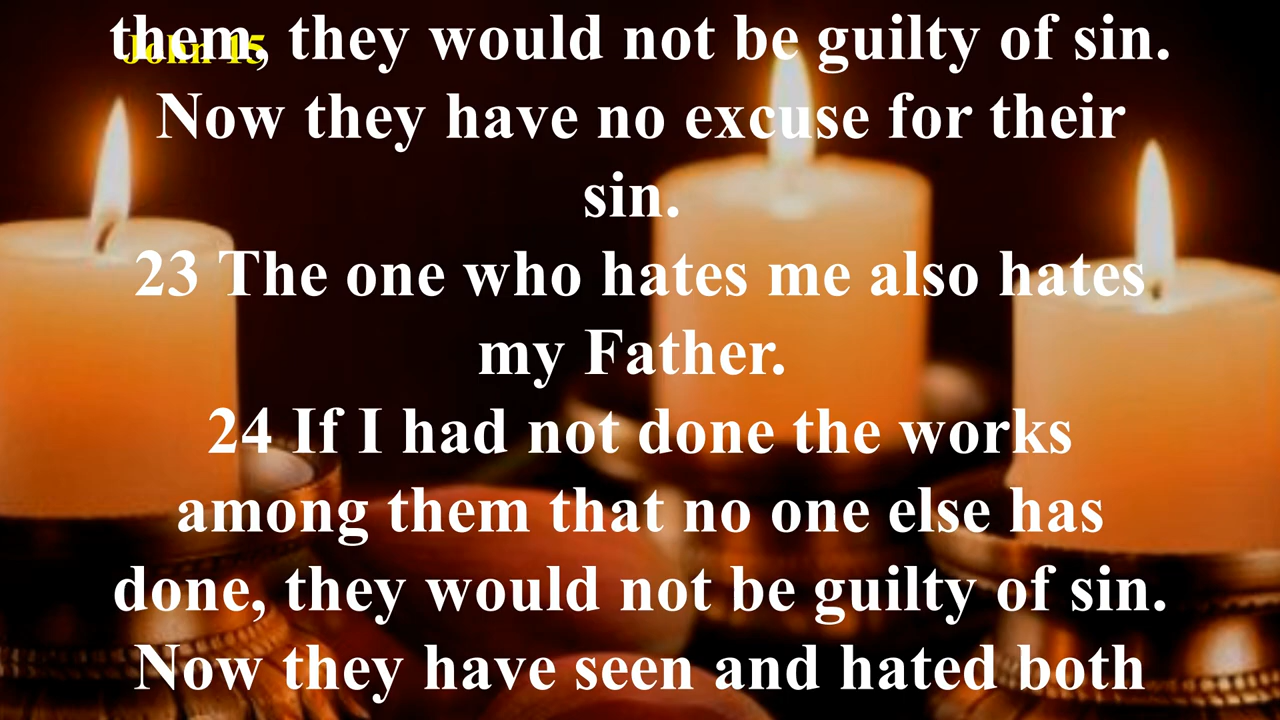 John 15
them, they would not be guilty of sin.
Now they have no excuse for their
sin.
23 The one who hates me also hates
my Father.
24 If I had not done the works
among them that no one else has
done, they would not be guilty of sin.
Now they have seen and hated both